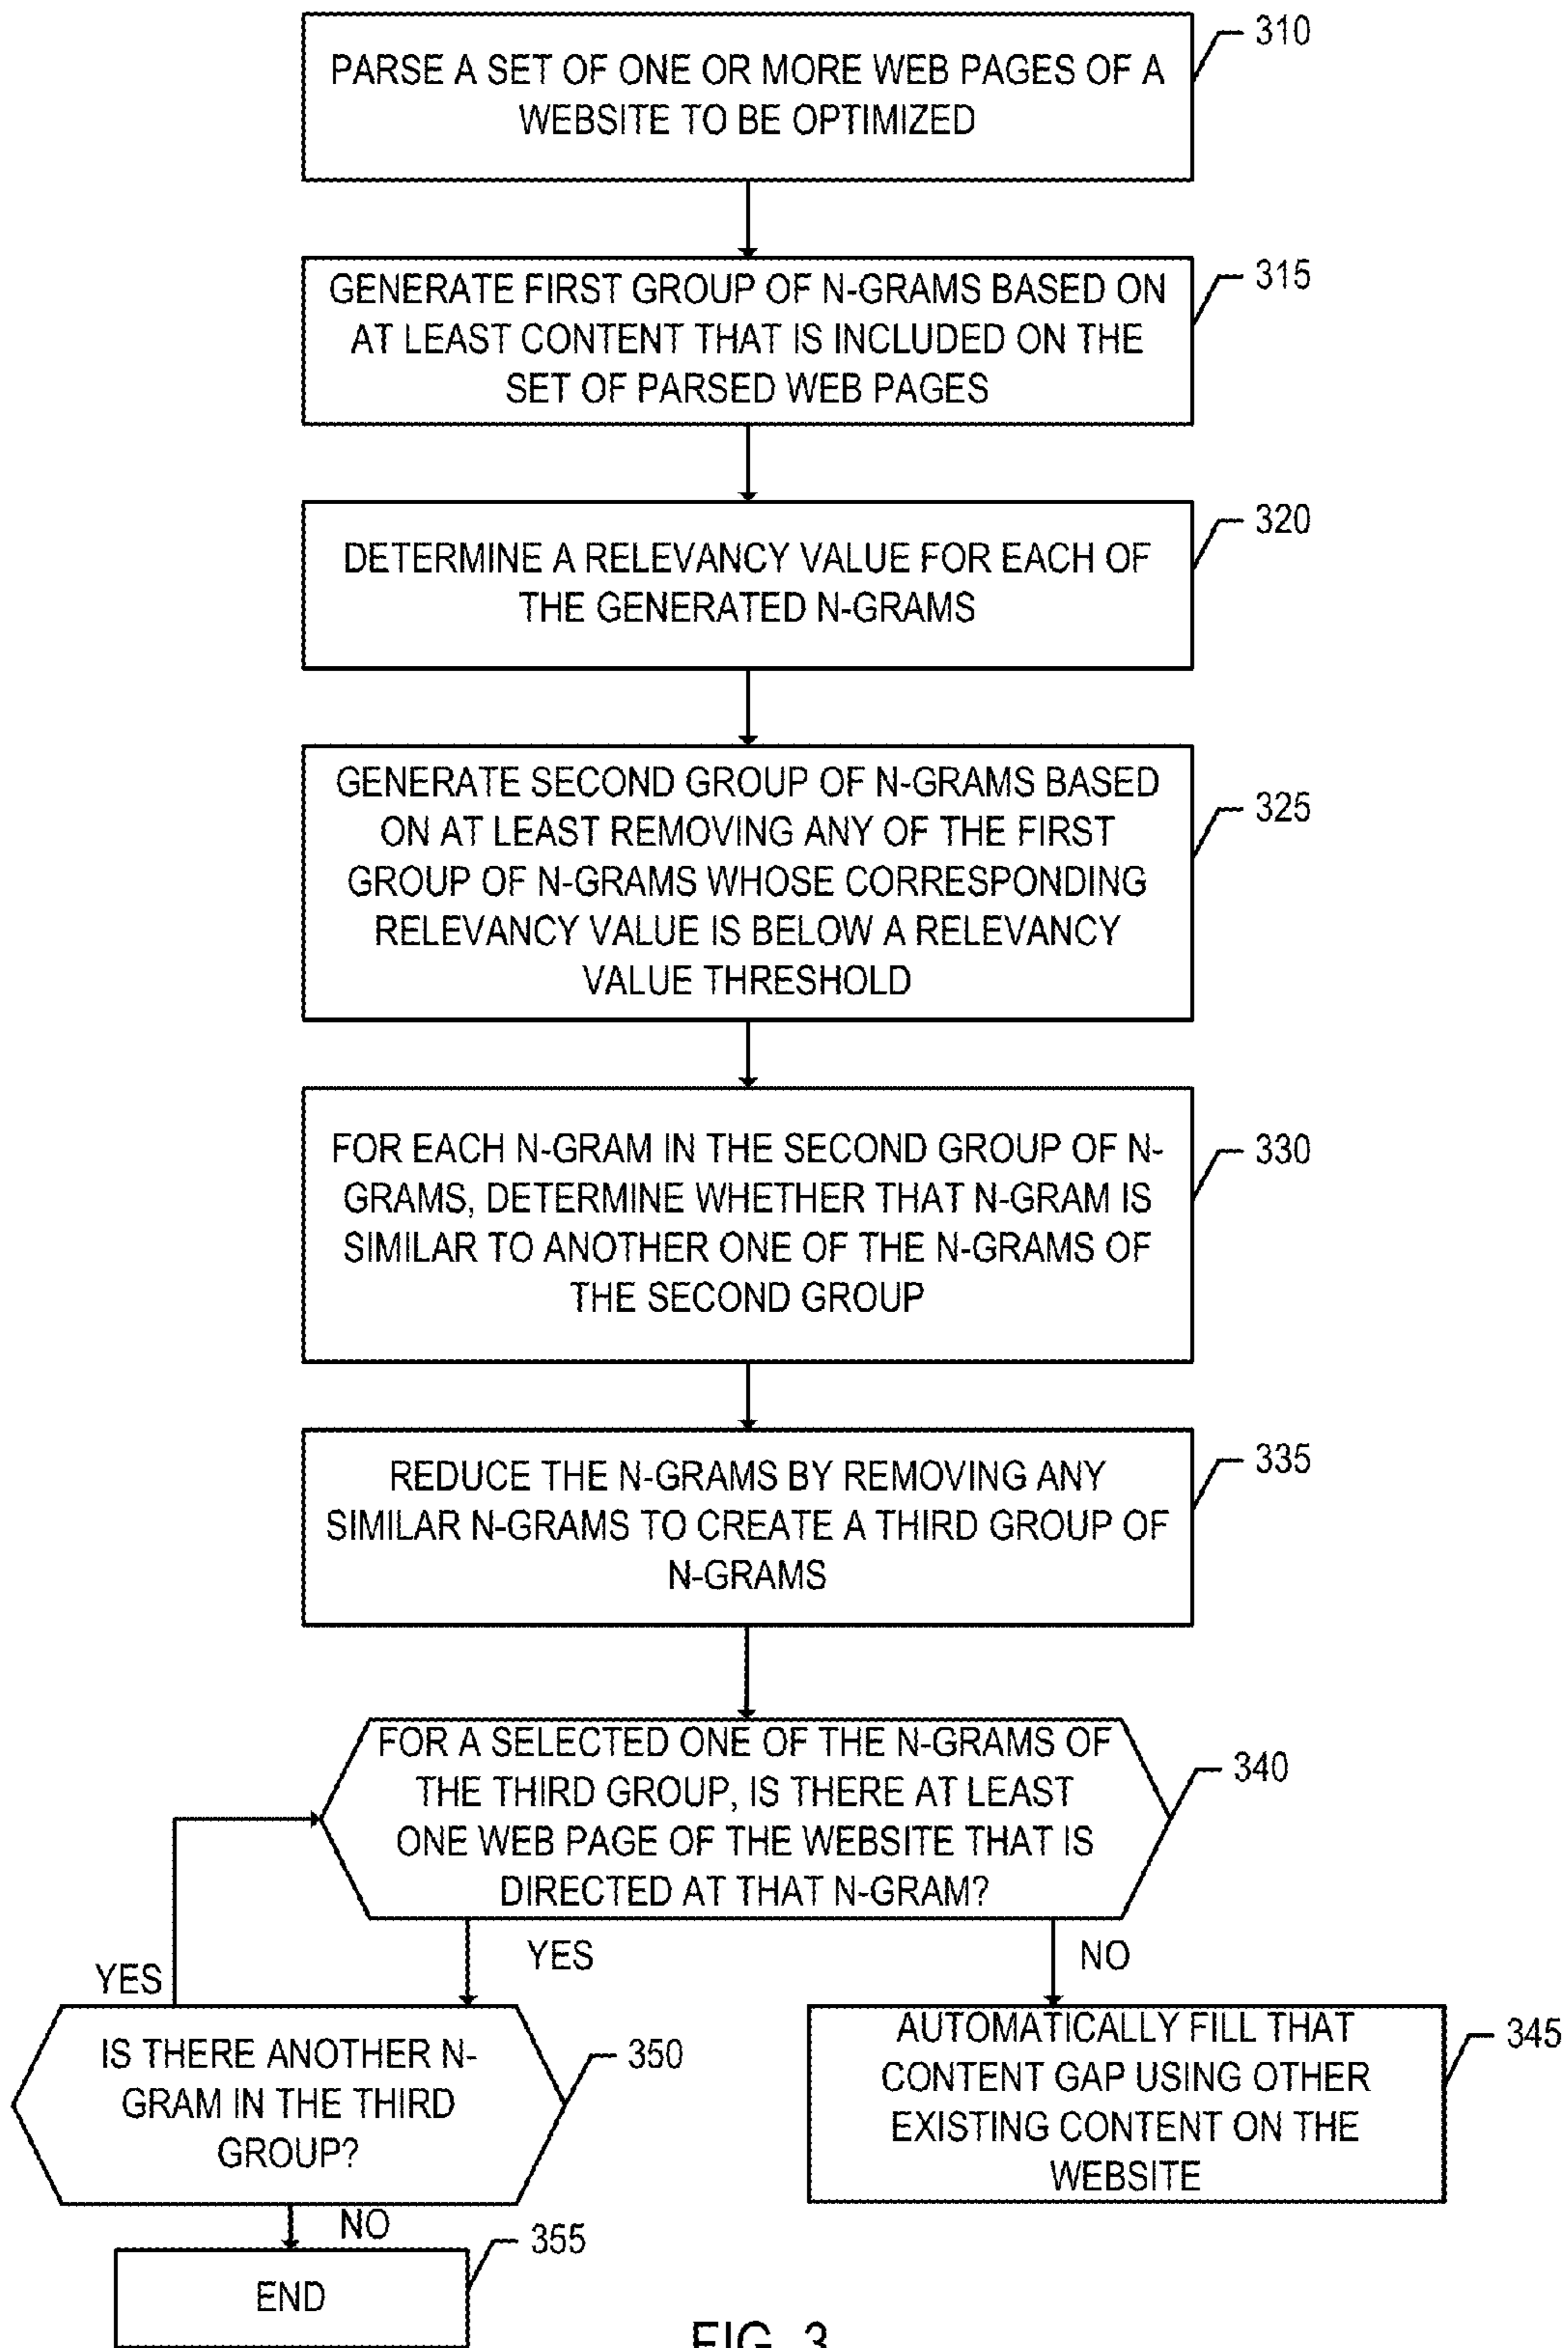 310
PARSE A SET OF ONE OR MORE WEB PAGES OF A
WEBSITE TO BE OPTIMIZED
315
GENERATE FIRST GROUP OF N-GRAMS BASED ON
AT LEAST CONTENT THAT IS INCLUDED ON THE
SET OF PARSED WEB PAGES
320
DETERMINE A RELEVANCY VALUE FOR EACH OF
THE GENERATED N-GRAMS
325
GENERATE SECOND GROUP OF N-GRAMS BASED
ON AT LEAST REMOVING ANY OF THE FIRST
GROUP OF N-GRAMS WHOSE CORRESPONDING
RELEVANCY VALUE IS BELOW A RELEVANCY
VALUE THRESHOLD
330
FOR EACH N-GRAM IN THE SECOND GROUP OF N-
GRAMS, DETERMINE WHETHER THAT N-GRAM IS
SIMILAR TO ANOTHER ONE OF THE N-GRAMS OF
THE SECOND GROUP
335
REDUCE THE N-GRAMS BY REMOVING ANY
SIMILAR N-GRAMS TO CREATE A THIRD GROUP OF
N-GRAMS
340
FOR A SELECTED ONE OF THE N-GRAMS OF
THE THIRD GROUP, IS THERE AT LEAST
ONE WEB PAGE OF THE WEBSITE THAT IS
DIRECTED AT THAT N-GRAM?
YES
NO
YES
IS THERE ANOTHER N-
GRAM IN THE THIRD
GROUP?
350
AUTOMATICALLY FILL THAT
CONTENT GAP USING OTHER
EXISTING CONTENT ON THE
WEBSITE
345
NO
355
END
FIG. 3